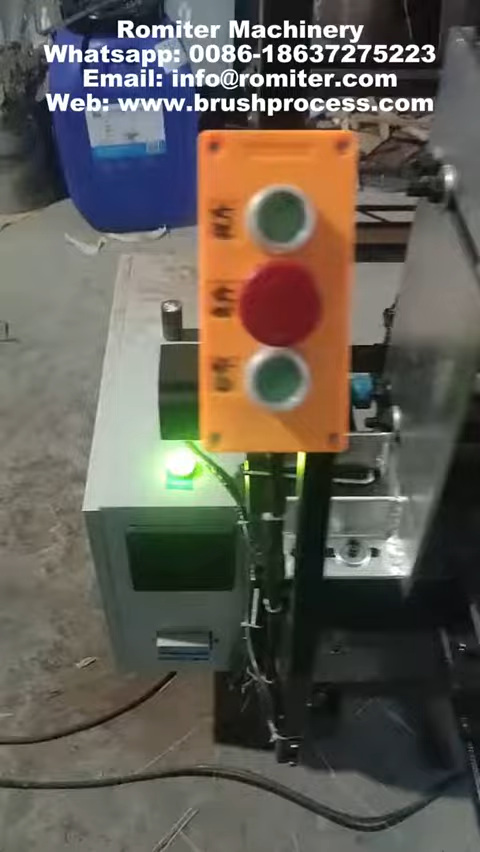 Romiter Machinery
Whatsapp: 0086-18637275223
Email: info@romiter.com
Web: www.brushprocess.com